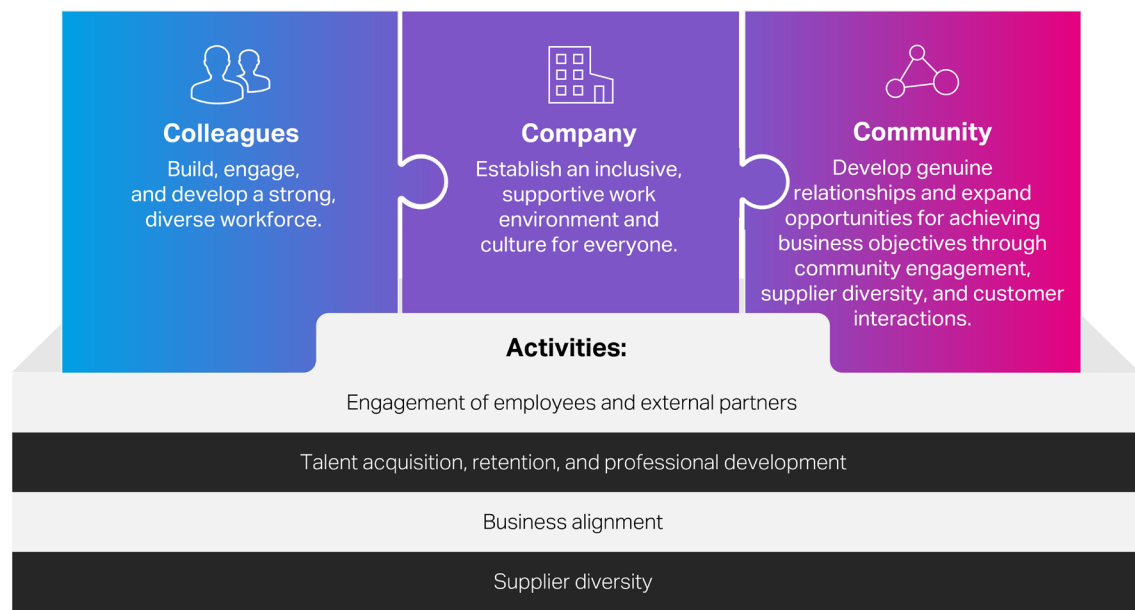 Colleagues
Build, engage,
and develop a strong,
diverse workforce.
Company
Establish an inclusive,
supportive work
environment and
culture for everyone.
Community
Develop genuine
relationships and expand
opportunities for achieving
business objectives through
community engagement,
supplier diversity, and customer
interactions.
Activities:
Engagement of employees and external partners
Talent acquisition, retention, and professional development
Business alignment
Supplier diversity